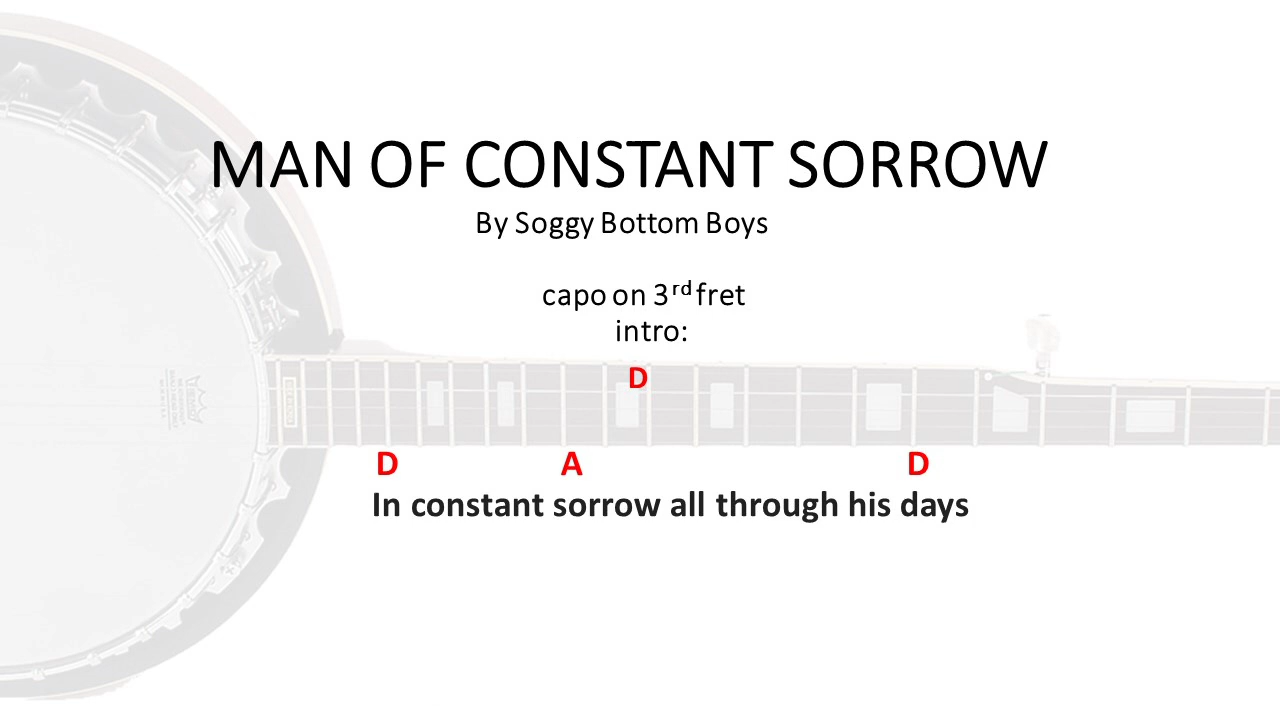 MAN OF CONSTANT SORROW
By Soggy Bottom Boys
capo on 3rd fret
intro:
D
D A D
In constant sorrow all through his days